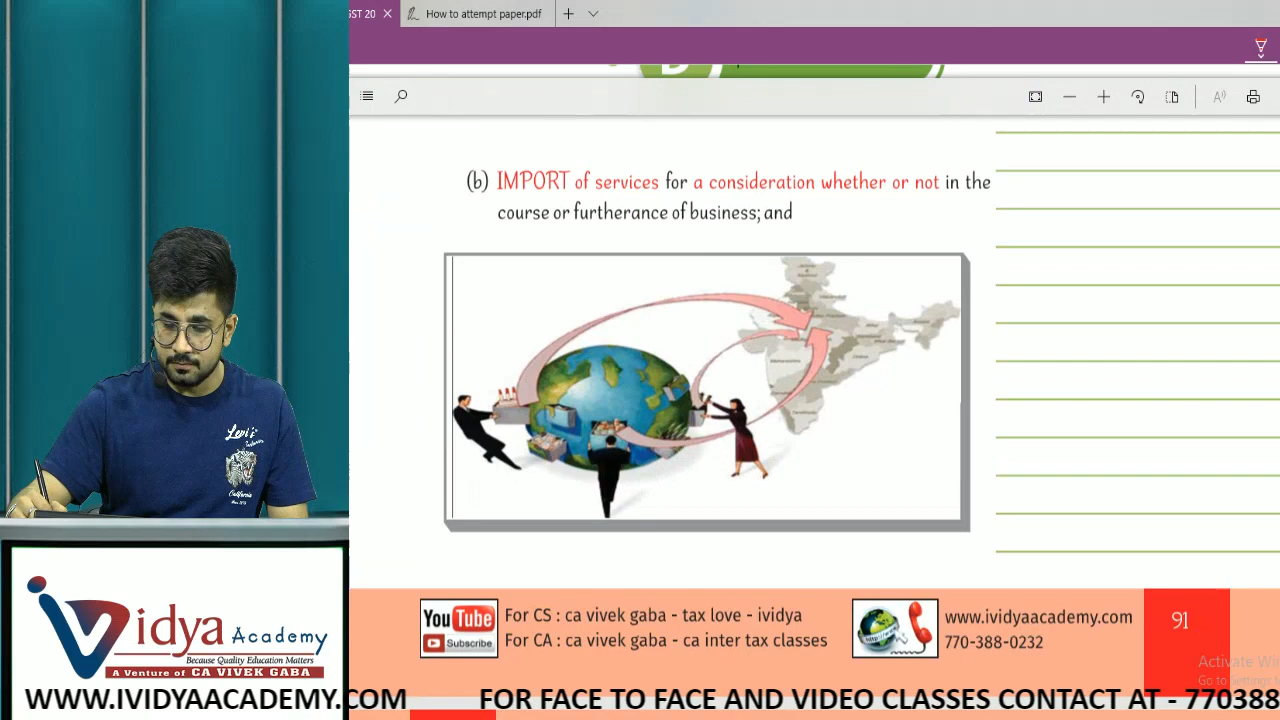 ST 20
How to attempt paper.pdf
(b) IMPORT of services for a consideration whether or not in the
course or furtherance of business; and
Levi's
California
idya Academy
Because Quality Education Matters
A Venture of CA VIVEK GABA
You Tube
Subscribe
For CS : ca vivek gaba - tax love - ividya
For CA : ca vivek gaba - ca inter tax classes
www.ividyaacademy.com
770-388-0232
91
Activate Wi
Go to Settings t
WWW.IVIDYAACADEMY.COM FOR FACE TO FACE AND VIDEO CLASSES CONTACT AT - 770388